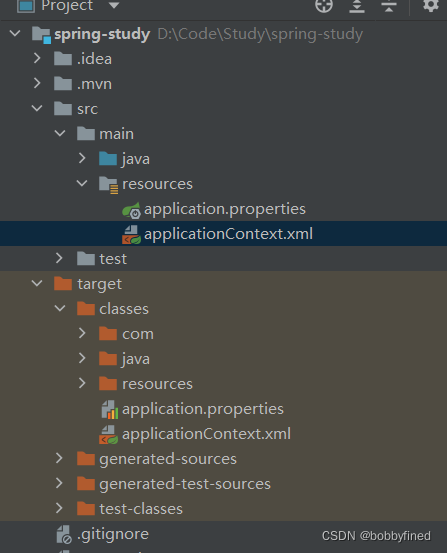 Project
spring-study D:\Code\Study\spring-study
.idea
.mvn
src
main
java
resources
application.properties
applicationContext.xml
test
target
classes
com
java
resources
application.properties
applicationContext.xml
generated-sources
generated-test-sources
test-classes
.gitignore
CSDN @bobbyfined